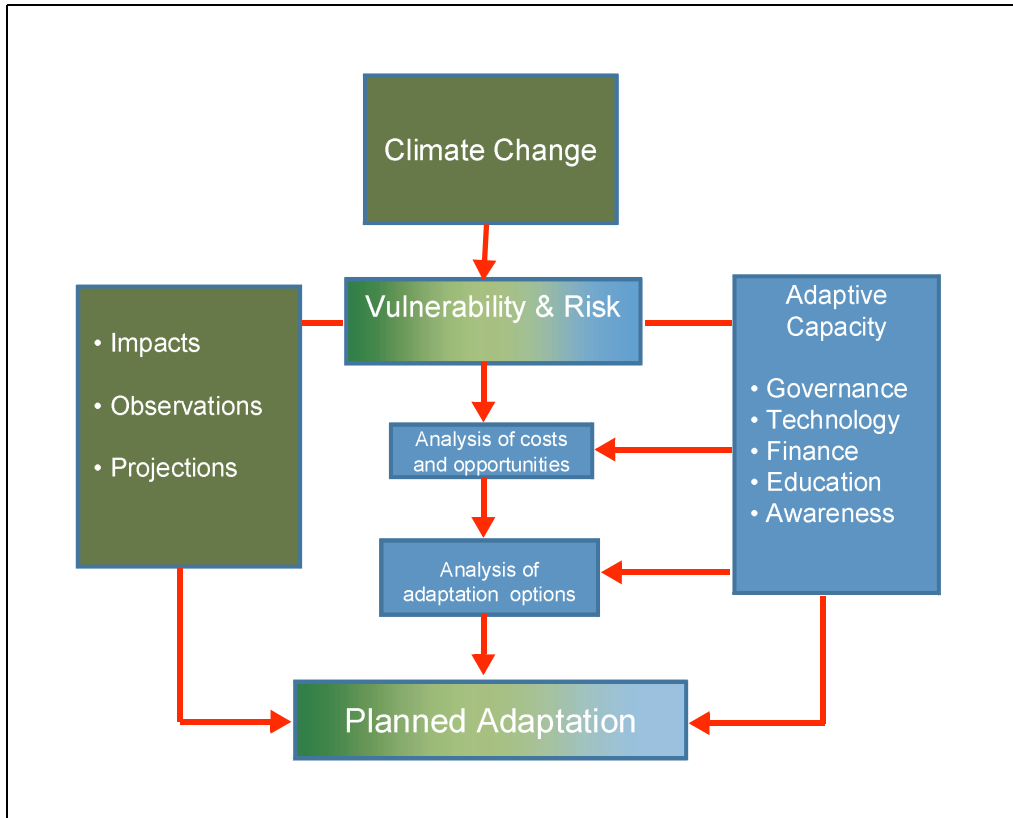 Climate Change
Vulnerability & Risk
• Impacts
• Observations
• Projections
Adaptive
Capacity
• Governance
• Technology
• Finance
• Education
• Awareness
Analysis of costs
and opportunities
Analysis of
adaptation options
Planned Adaptation